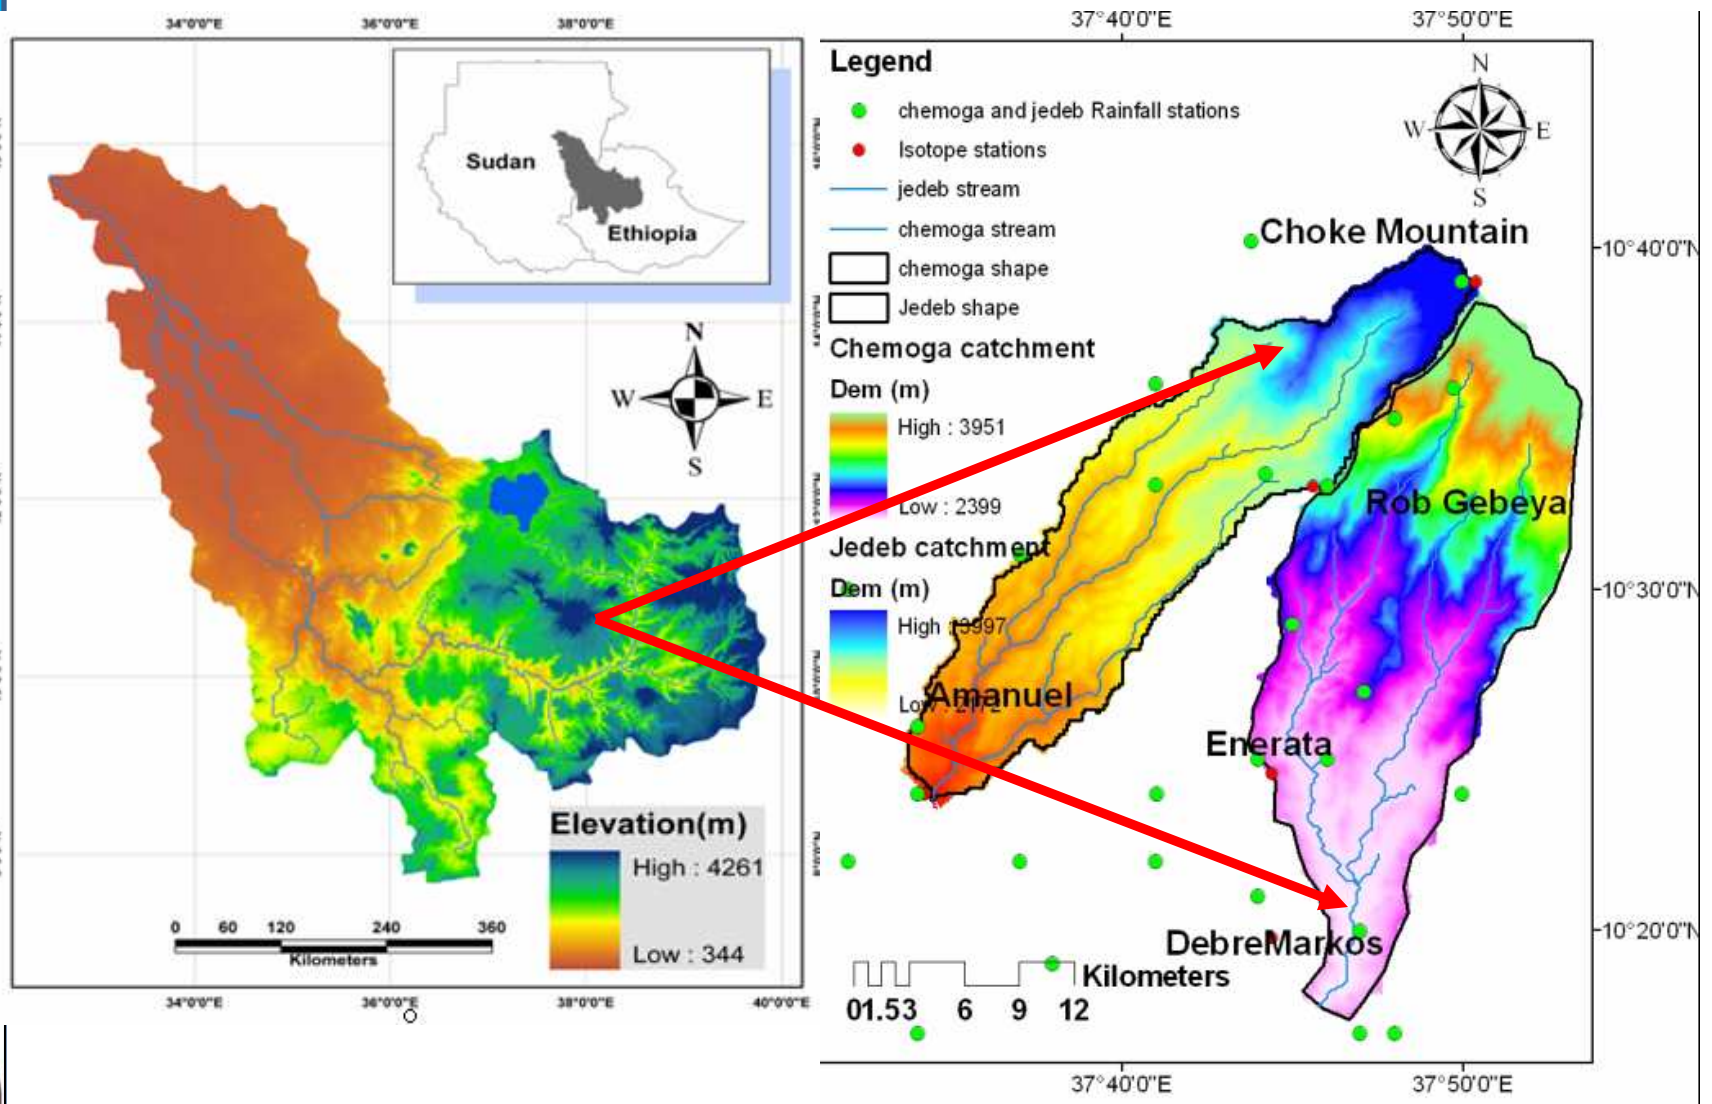 34°0'0"E 36°0'0"E 38°0'0"E
Sudan
Ethiopia
N
W E
S
Elevation(m)
High : 4261
Low : 344
0 60 120 240 360
Kilometers
34°0'0"E 36°0'0"E 38°0'0"E 40°0'0"E
37°40'0"E 37°50'0"E
Legend
chemoga and jedeb Rainfall stations
Isotope stations
jedeb stream
chemoga stream
chemoga shape
Jedeb shape
Chemoga catchment
Dem (m)
High : 3951
Low : 2399
Jedeb catchment
Dem (m)
High : 3997
N
W E
S
Choke Mountain
10°40'0"N
Rob Gebeya
10°30'0"N
Amanuel
Enerata
DebreMarkos
10°20'0"N
Kilometers
01.53 6 9 12
37°40'0"E 37°50'0"E